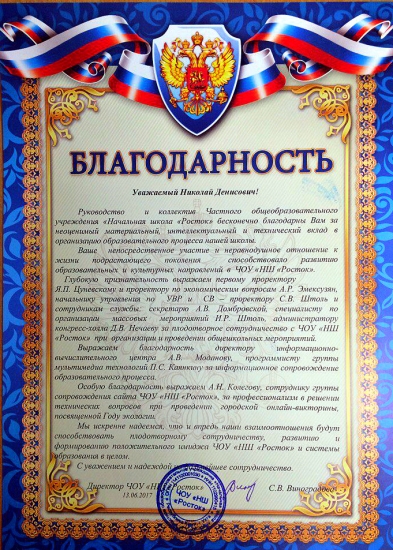 БЛАГОДАРНОСТЬ
Уважаемый Николай Денисович!
Руководство и коллектив Частного общеобразовательного
учреждения «Начальная школа «Росток» бесконечно благодарны Вам за
неоценимый материальный, интеллектуальный и технический вклад в
организацию образовательного процесса нашей школы.
Ваше непосредственное участие и неравнодушное отношение к
жизни подрастающего поколения способствовало развитию
образовательных и культурных направлений в ЧОУ «НШ «Росток».
Глубокую признательность выражаем первому проректору
Я.П. Цуневскому и проректору по экономическим вопросам А.Р. Элексузян,
начальнику управления по УВР и СВ – проректору С.В. Штоль и
сотрудникам службы: секретарю А.В. Домбровской, специалисту по
организации массовых мероприятий И.Р. Штоль, администратору
конгресс-холла Д.В. Нечаеву за плодотворное сотрудничество с ЧОУ «НШ
«Росток» при организации и проведении общешкольных мероприятий.
Выражаем благодарность директору информационно-
вычислительного центра А.В. Моданову, программисту группы
мультимедиа технологий П.С. за информационное сопровождение
образовательного процесса.
Особую благодарность выражаем А.Н. Колегову, сотруднику группы
сопровождения сайта ЧОУ «НШ «Росток», за профессионализм в решении
технических вопросов при проведении городской онлайн-викторины,
посвященной Году экологии.
Мы искренне надеемся, что и впредь наши взаимоотношения будут
способствовать плодотворному сотрудничеству, развитию и
формированию положительного имиджа ЧОУ «НШ «Росток» и системы
образования в целом.
С уважением и надеждой на дальнейшее сотрудничество.
Директор ЧОУ «НШ «Росток» С.В. Виноградова
13.06.2017
ЧОУ «НШ
«Росток»